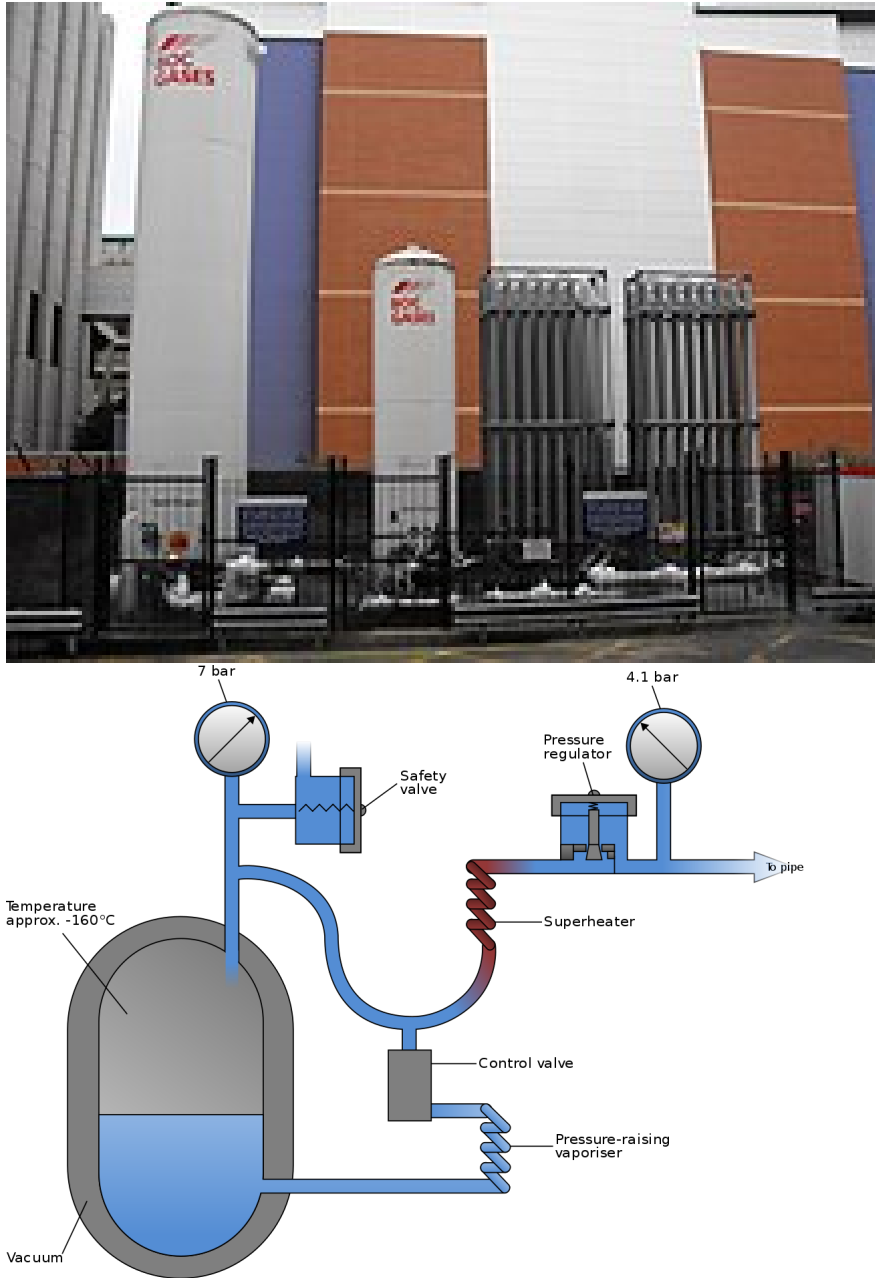 BOC
GASES
BOC
GASES
7 bar
4.1 bar
Pressure
regulator
Safety
valve
To pipe
Temperature
approx. -160°C
Superheater
Control valve
Pressure-raising
vaporiser
Vacuum